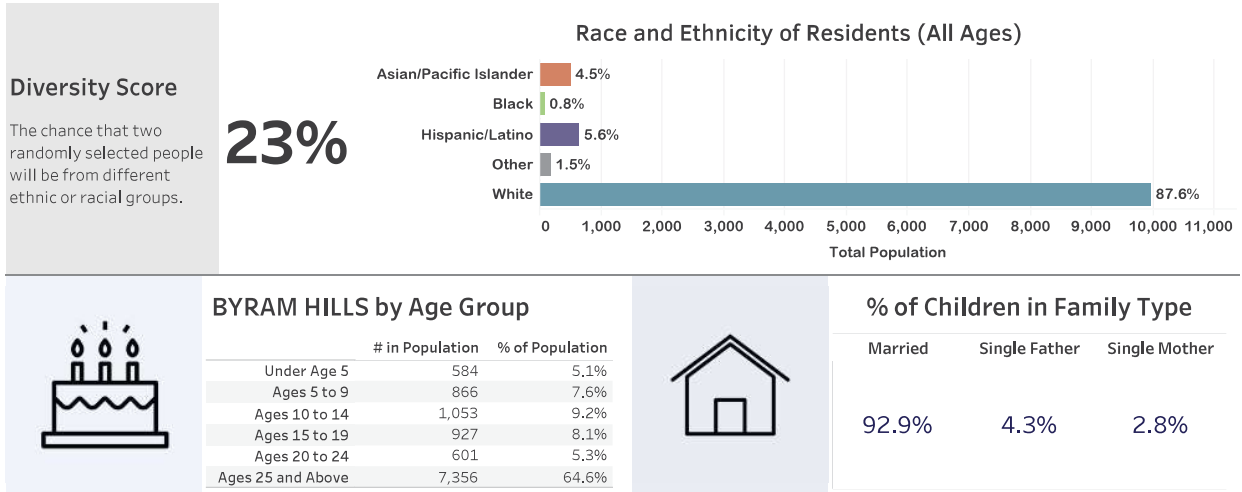 Diversity Score
The chance that two
randomly selected people
will be from different
ethnic or racial groups.
23%
Race and Ethnicity of Residents (All Ages)
Asian/Pacific Islander 4.5%
Black 0.8%
Hispanic/Latino 5.6%
Other 1.5%
White 87.6%
0 1,000 2,000 3,000 4,000 5,000 6,000 7,000 8,000 9,000 10,000 11,000
Total Population
BYRAM HILLS by Age Group
# in Population % of Population
Under Age 5 584 5.1%
Ages 5 to 9 866 7.6%
Ages 10 to 14 1,053 9.2%
Ages 15 to 19 927 8.1%
Ages 20 to 24 601 5.3%
Ages 25 and Above 7,356 64.6%
% of Children in Family Type
Married Single Father Single Mother
92.9% 4.3% 2.8%